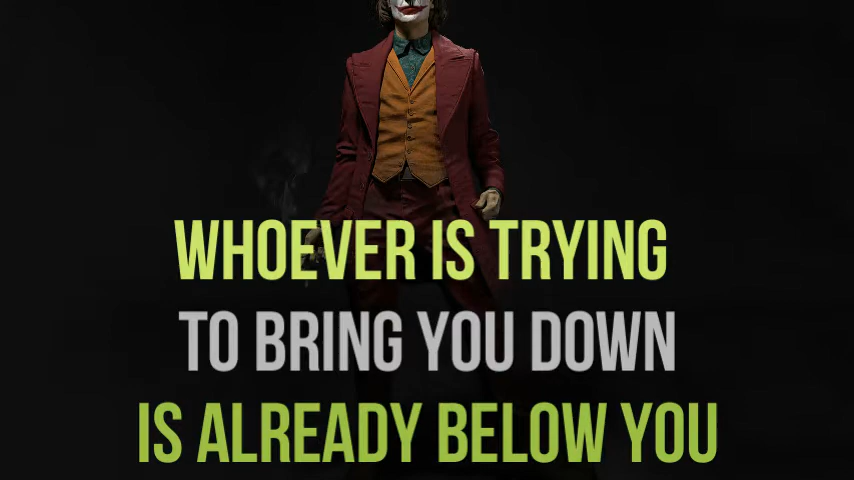 WHOEVER IS TRYING
TO BRING YOU DOWN
IS ALREADY BELOW YOU